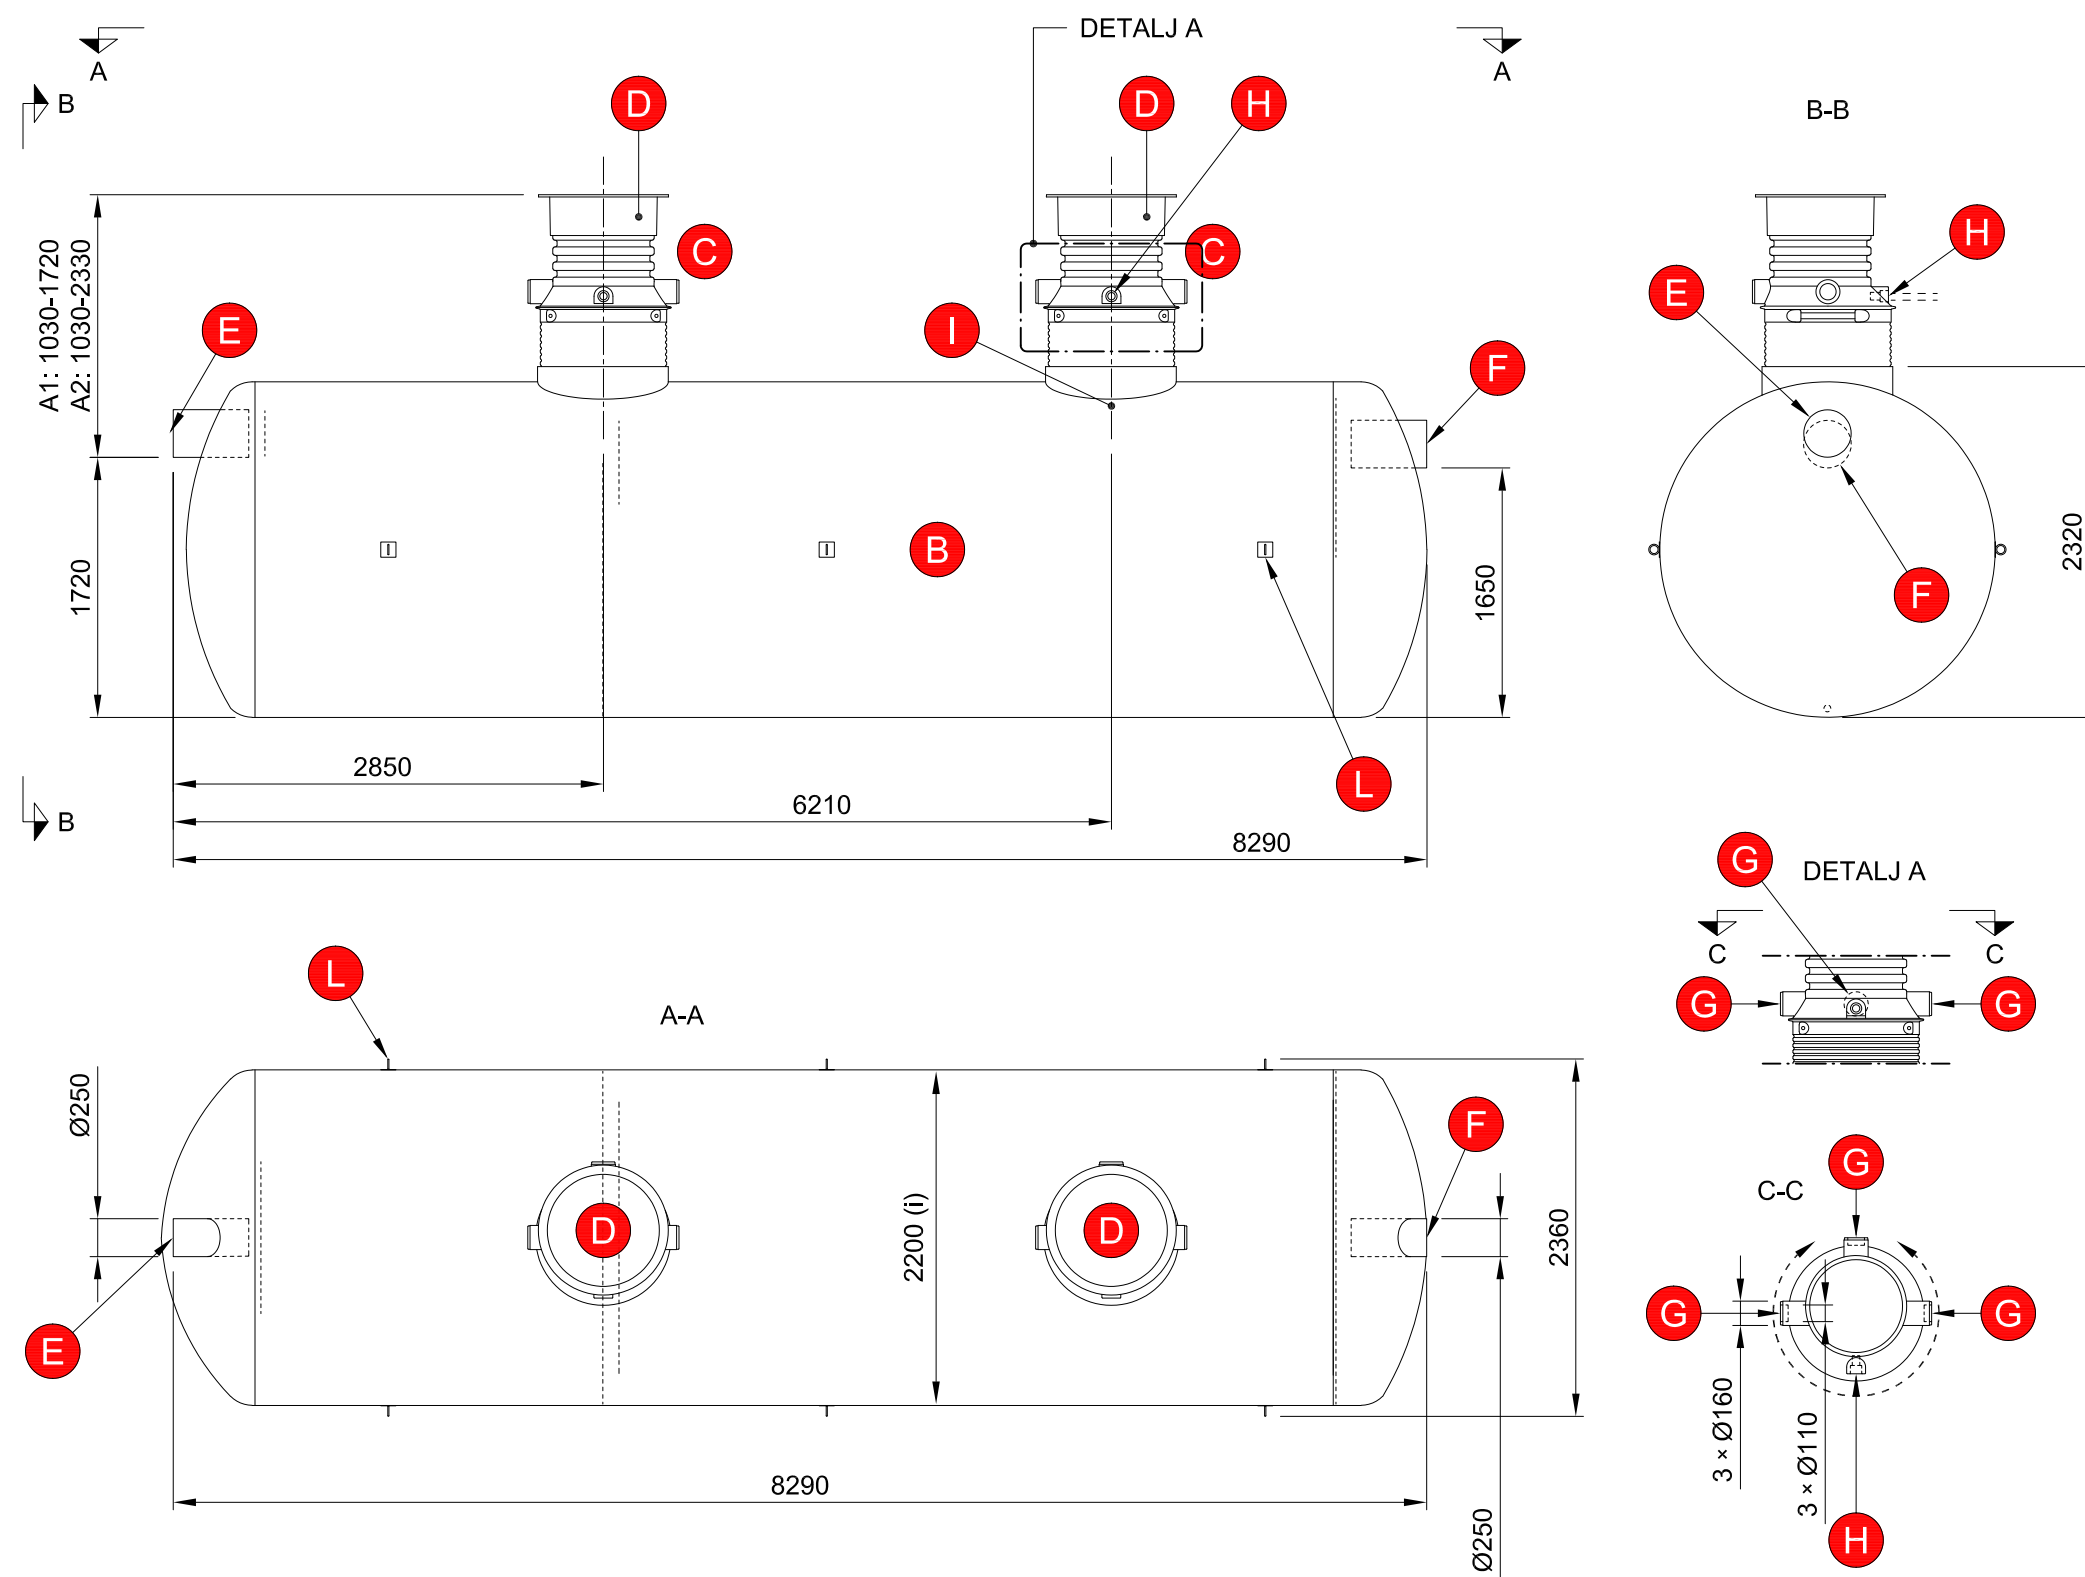 DETALJ A
A
A
B
D
D
H
B-B
C
C
H
E
A1: 1030-1720
A2: 1030-2330
E
I
F
1720
B
1650
2320
F
2850
L
6210
B
8290
G
DETALJ A
C
C
L
G
G
A-A
Ø250
F
G
C-C
D
D
2200 (i)
2360
E
G
G
3 × Ø160
3 × Ø110
8290
Ø250
H